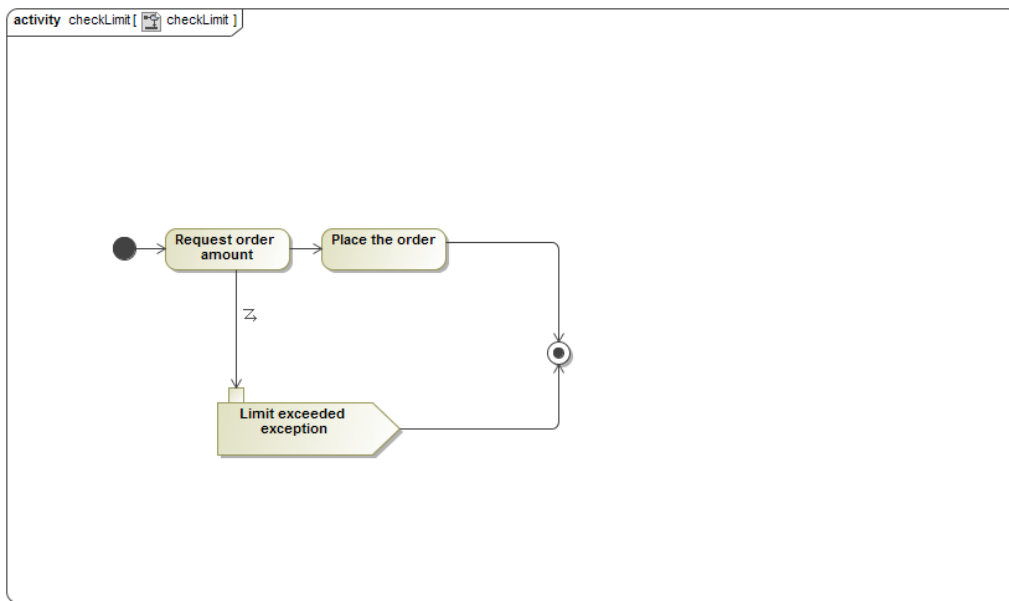 activity checkLimit [ checkLimit ]
Request order
amount
Place the order
Limit exceeded
exception